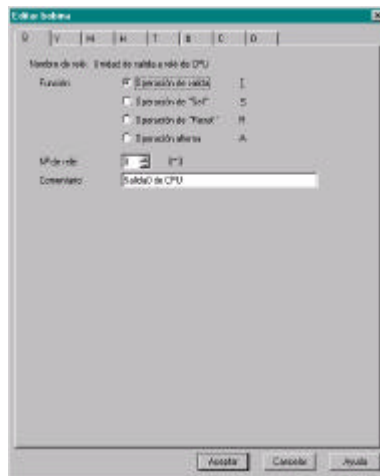 Editar bobina
Q Y M H T B C D
Nombre de relé: Unidad de salida a relé de CPU
Función:
Operación de salida I
Operación de "Set" S
Operación de "Reset" R
Operación alterna A
Nº de relé:
Comentario: Salida0 de CPU
Aceptar Cancelar Ayuda